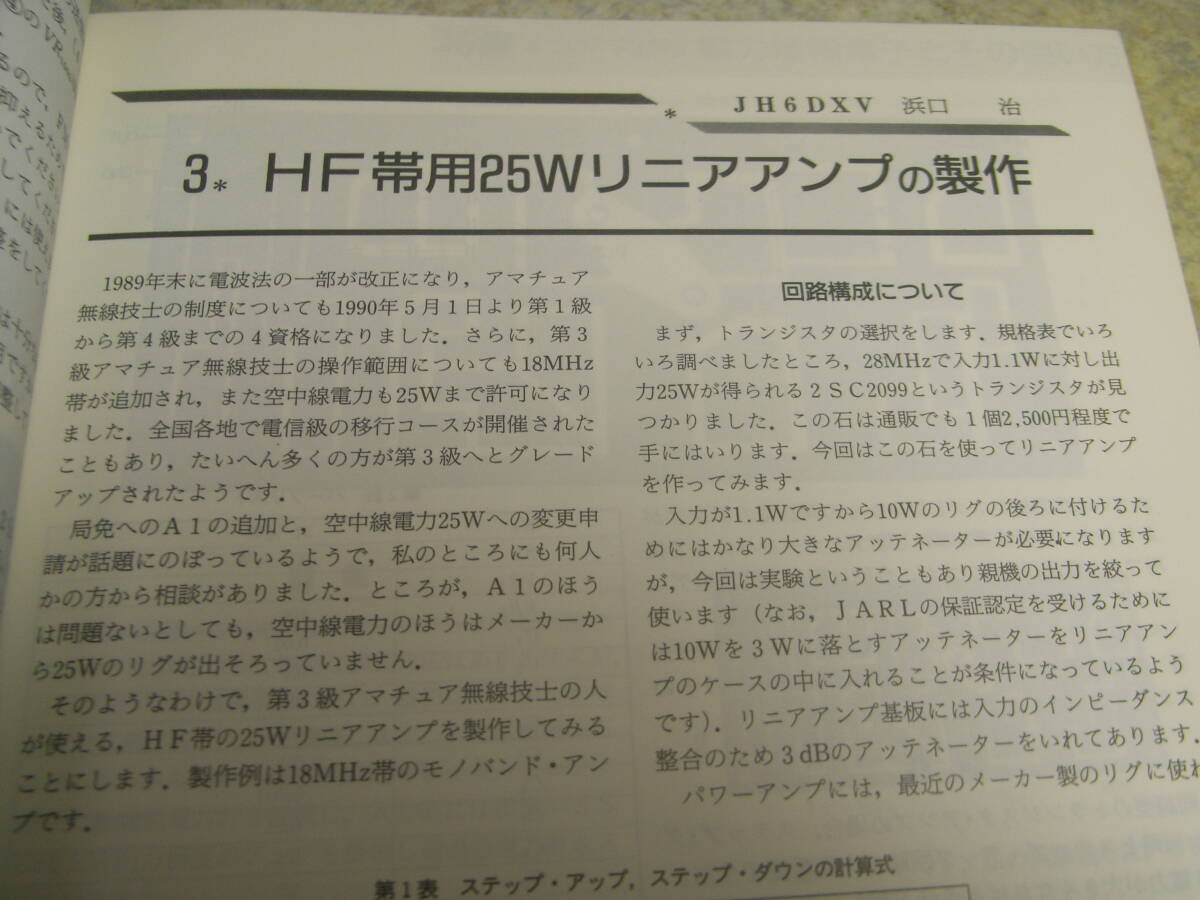 JH6DXV 浜口 治
3* HF帯用25Wリニアアンプの製作
1989年末に電波法の一部が改正になり，アマチュア
無線技士の制度についても1990年５月１日より第１級
から第４級までの４資格になりました．さらに，第３
級アマチュア無線技士の操作範囲についても18MHz
帯が追加され，また空中線電力も25Wまで許可になり
ました．全国各地で電信級の移行コースが開催された
こともあり，たいへん多くの方が第３級へとグレード
アップされたようです．
局免へのＡ１の追加と，空中線電力25Wへの変更申
請が話題にのぼっているようで，私のところにも何人
かの方から相談がありました．ところが，Ａ１のほう
は問題ないとしても，空中線電力のほうはメーカーか
ら25Wのリグが出そろっていません．
そのようなわけで，第３級アマチュア無線技士の人
が使える，ＨＦ帯の25Wリニアアンプを製作してみる
ことにします．製作例は18MHz帯のモノバンド・アン
プです．
回路構成について
まず，トランジスタの選択をします．規格表でいろ
いろ調べましたところ，28MHzで入力1.1Wに対し出
力25Wが得られる２ＳＣ2099というトランジスタが見
つかりました．この石は通販でも１個2,500円程度で
手にはいります．今回はこの石を使ってリニアアンプ
を作ってみます．
入力が1.1Wですから10Wのリグの後ろに付けるた
めにはかなり大きなアッテネーターが必要になります
が，今回は実験ということもあり親機の出力を絞って
使います（なお，ＪＡＲＬの保証認定を受けるために
は10Wを３Wに落とすアッテネーターをリニアアン
プのケースの中に入れることが条件になっているよう
です）．リニアアンプ基板には入力のインピーダンス
整合のため３dBのアッテネーターをいれてあります．
パワーアンプには，最近のメーカー製のリグに使わ
第１表 ステップ・アップ，ステップ・ダウンの計算式